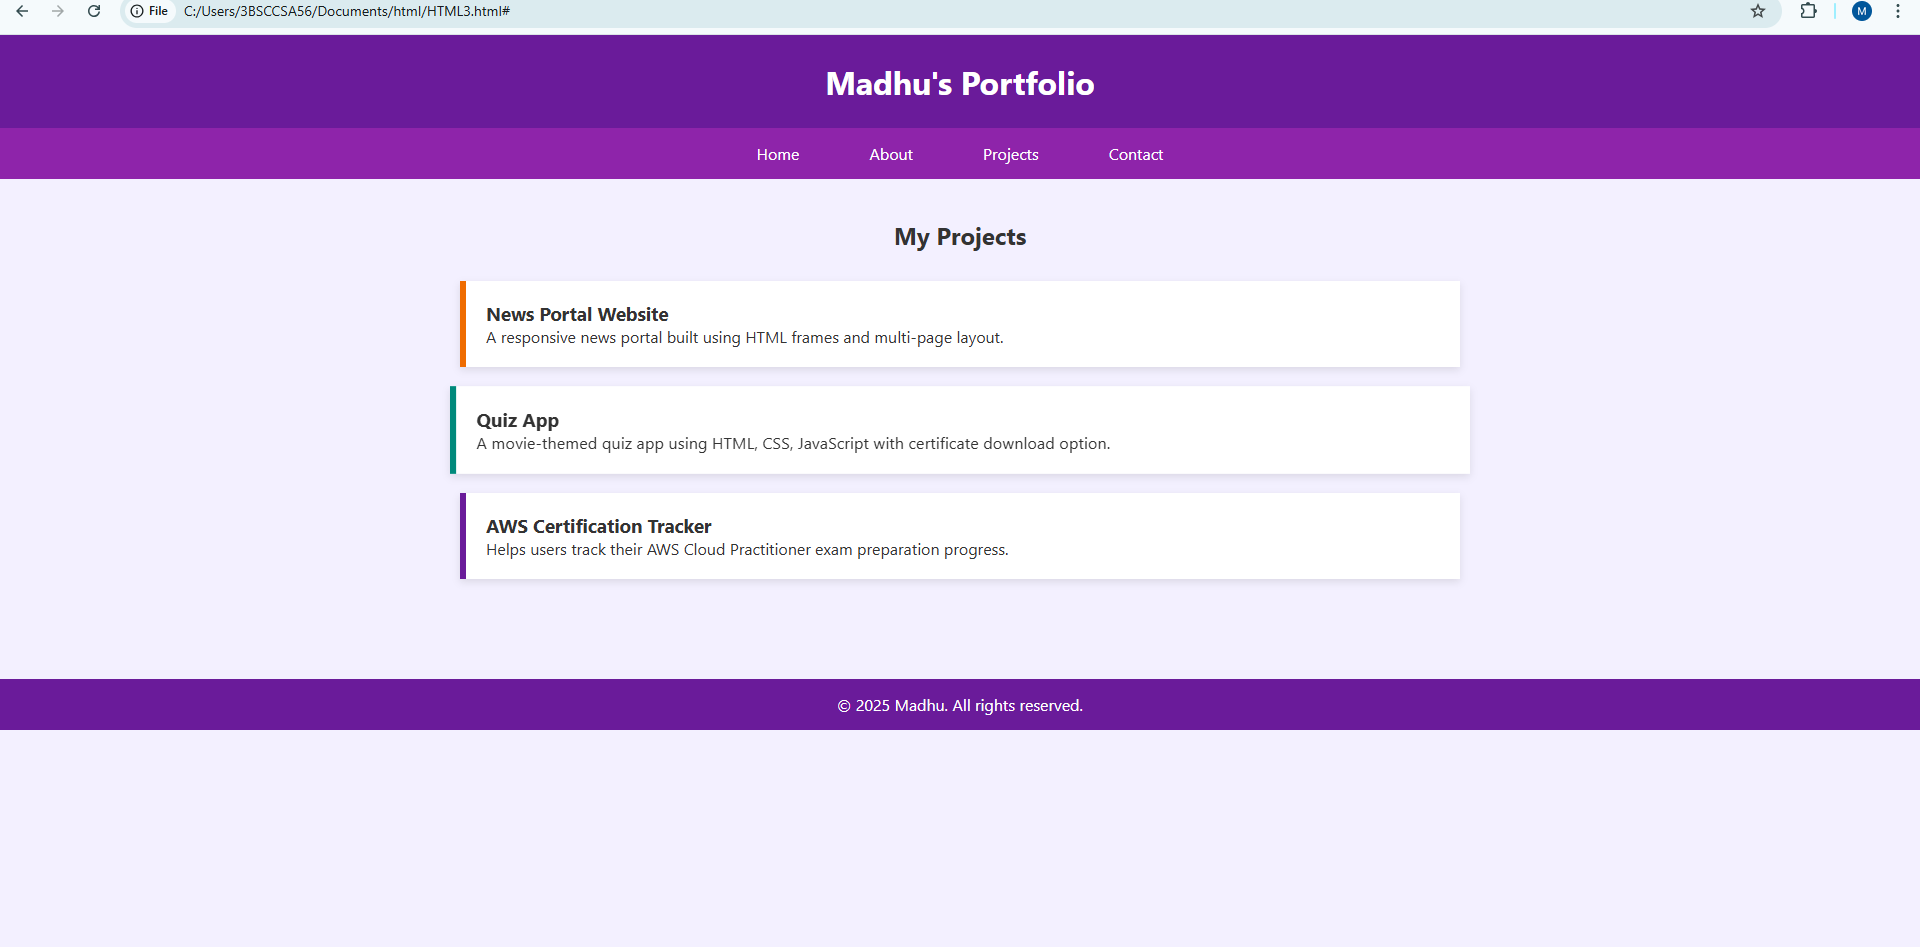 File C:/Users/3BSCCSA56/Documents/html/HTML3.html# M
Madhu's Portfolio
Home About Projects Contact
My Projects
News Portal Website
A responsive news portal built using HTML frames and multi-page layout.
Quiz App
A movie-themed quiz app using HTML, CSS, JavaScript with certificate download option.
AWS Certification Tracker
Helps users track their AWS Cloud Practitioner exam preparation progress.
© 2025 Madhu. All rights reserved.